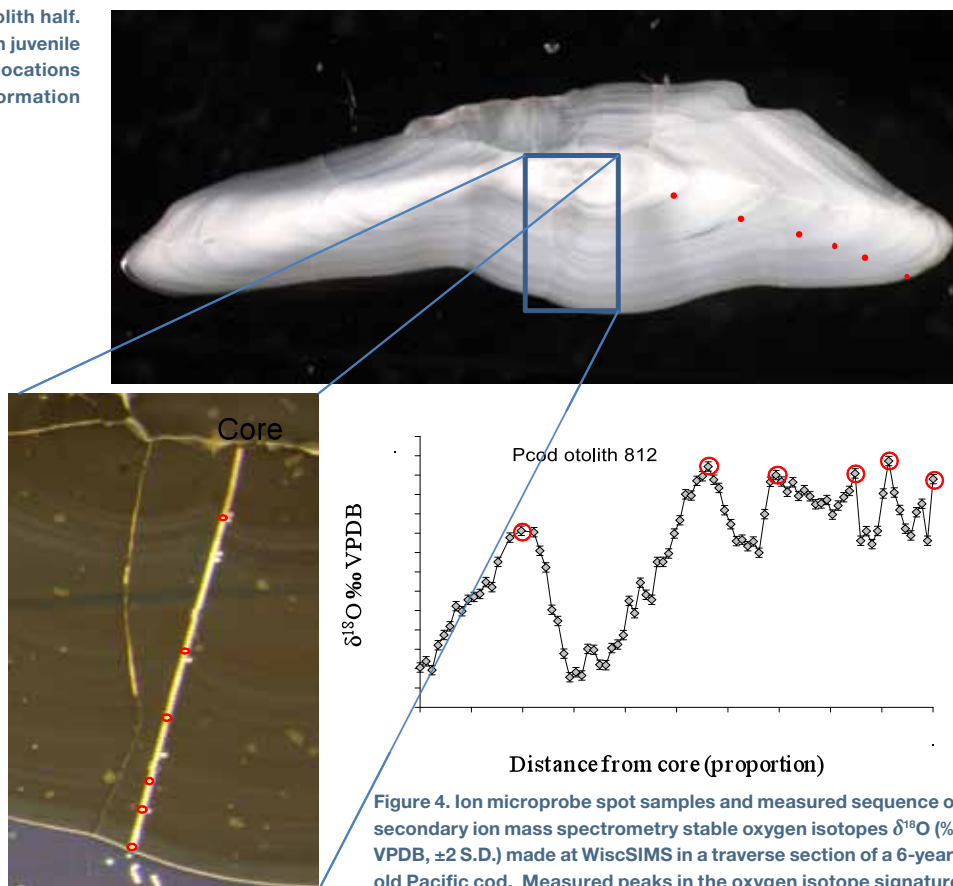 olith half.
n juvenile
locations
ormation
Core
Pcod otolith 812
δ¹⁸O ‰ VPDB
Distance from core (proportion)
Figure 4. Ion microprobe spot samples and measured sequence o
secondary ion mass spectrometry stable oxygen isotopes δ¹⁸O (%
VPDB, ±2 S.D.) made at WiscSIMS in a traverse section of a 6-year
old Pacific cod. Measured peaks in the oxygen isotope signature